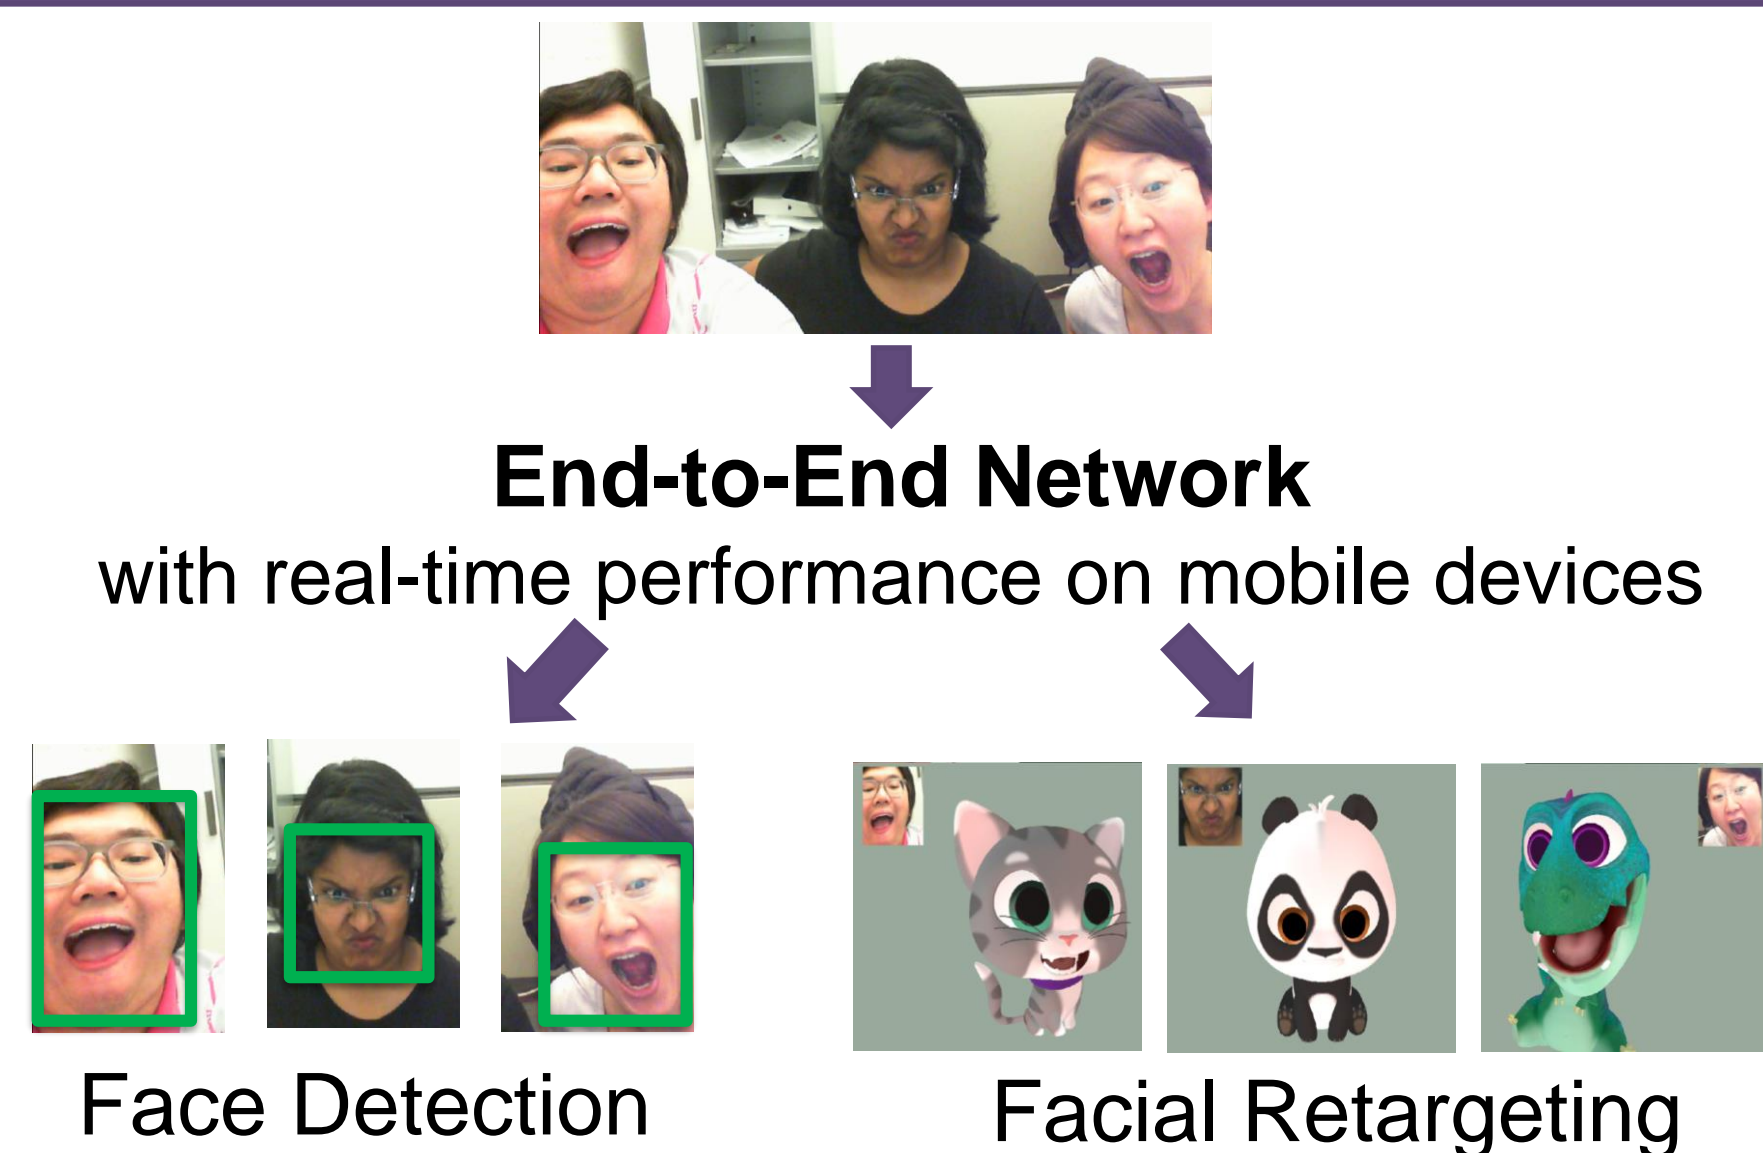 End-to-End Network
with real-time performance on mobile devices
Face Detection
Facial Retargeting